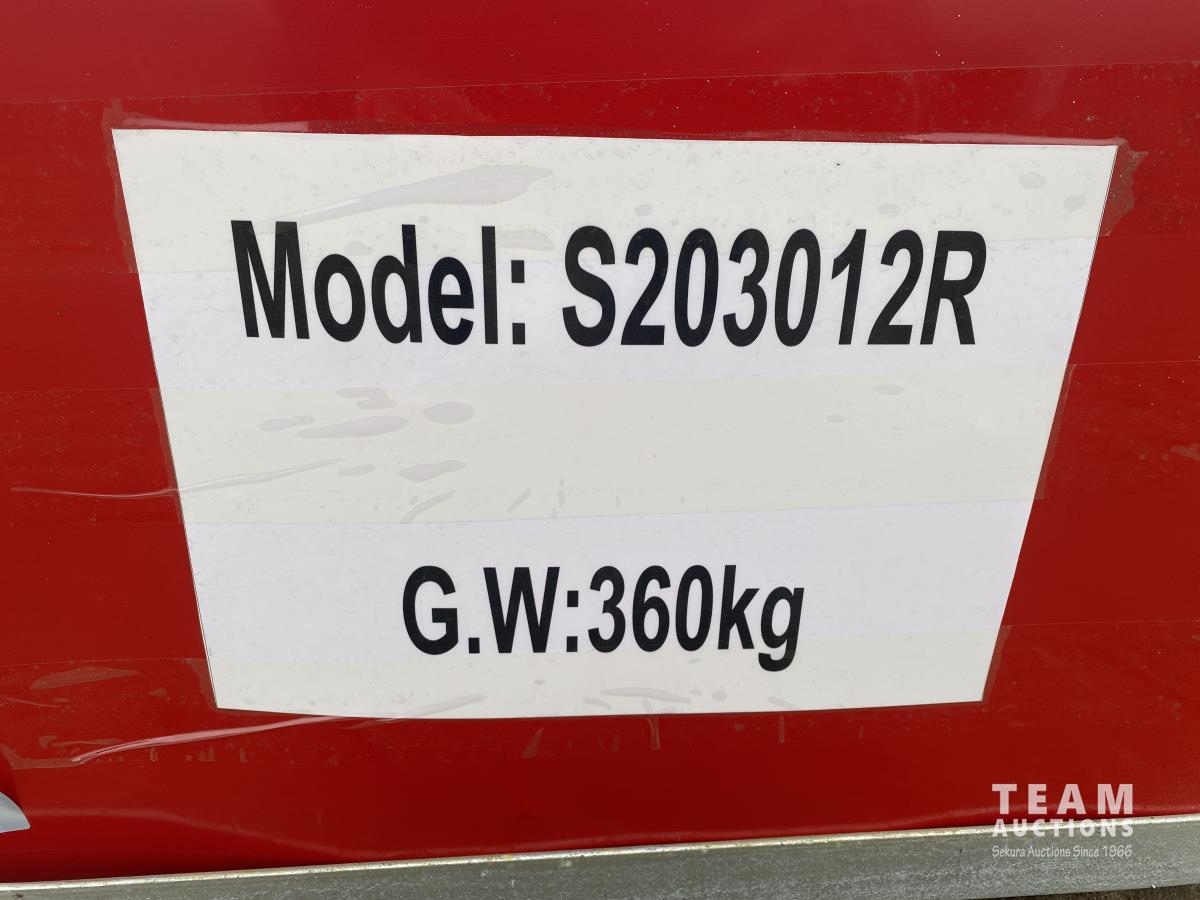 Model: S203012R
G.W:360kg
TEAM
AUCTIONS
Sekura Auctions Since 1966